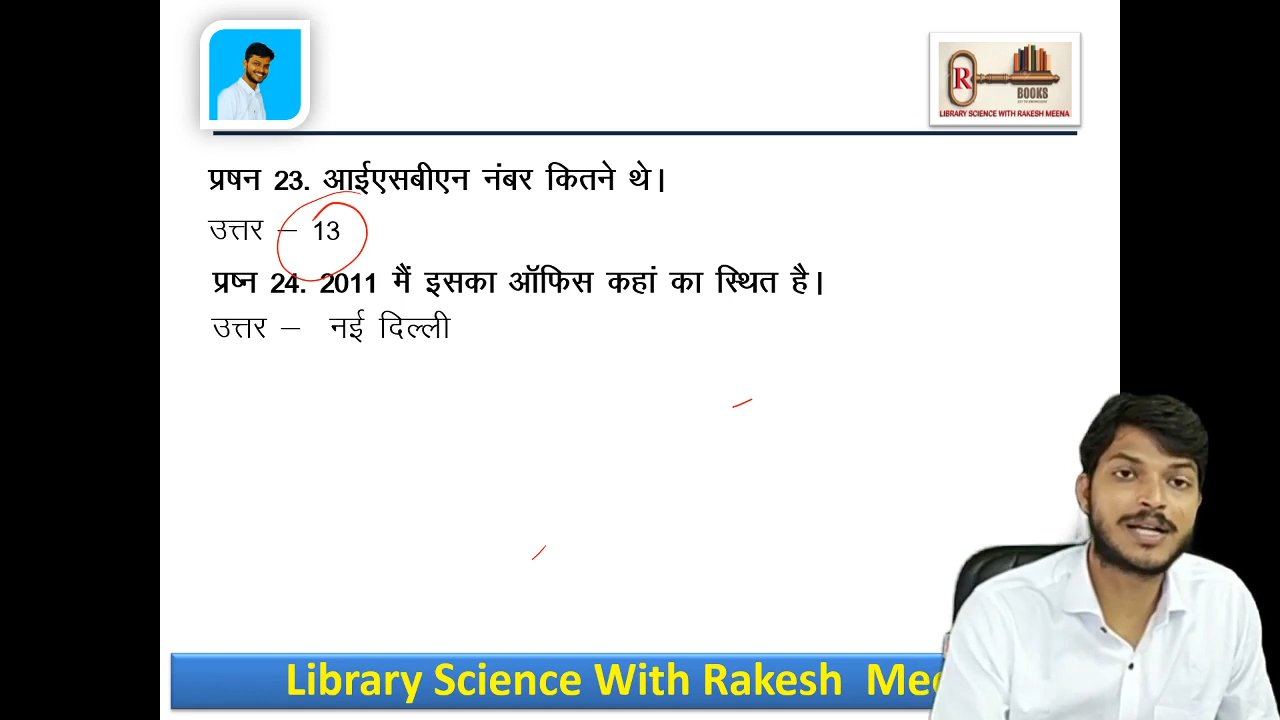 R
BOOKS
LIBRARY SCIENCE WITH RAKESH MEENA
प्रषन 23. आईएसबीएन नंबर कितने थे।
उत्तर – 13
प्रष्न 24. 2011 मैं इसका ऑफिस कहां का स्थित है।
उत्तर – नई दिल्ली
Library Science With Rakesh Mee